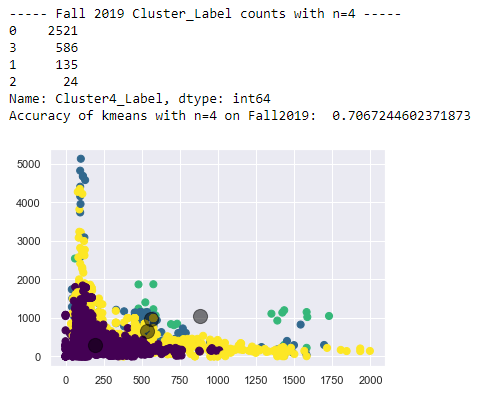 ----- Fall 2019 Cluster_Label counts with n=4 -----
0    2521
3     586
1     135
2      24
Name: Cluster4_Label, dtype: int64
Accuracy of kmeans with n=4 on Fall2019:  0.7067244602371873
5000
4000
3000
2000
1000
0
0 250 500 750 1000 1250 1500 1750 2000